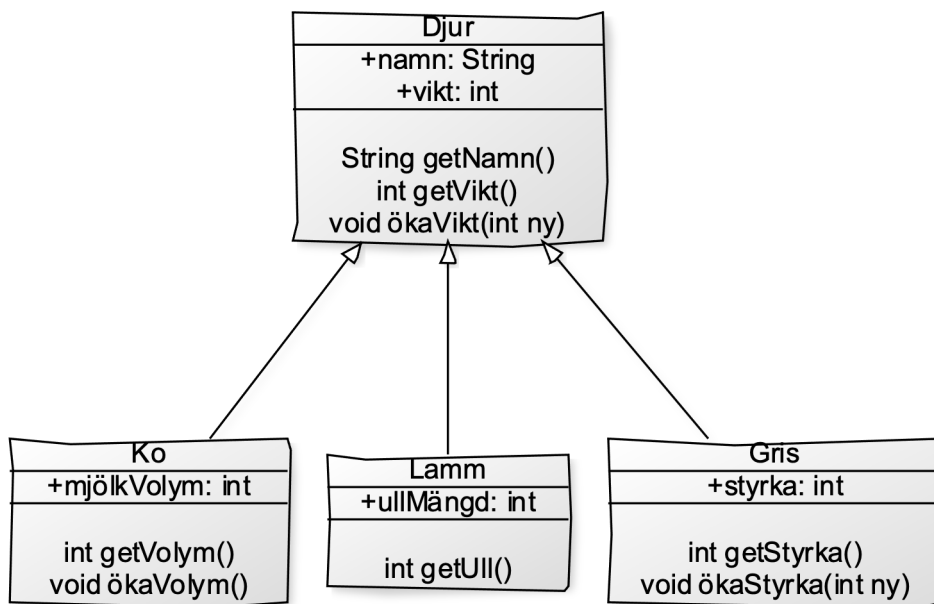 Djur
+namn: String
+vikt: int
String getNamn()
int getVikt()
void ökaVikt(int ny)
Ko
+mjölkVolym: int
int getVolym()
void ökaVolym()
Lamm
+ullMängd: int
int getUll()
Gris
+styrka: int
int getStyrka()
void ökaStyrka(int ny)